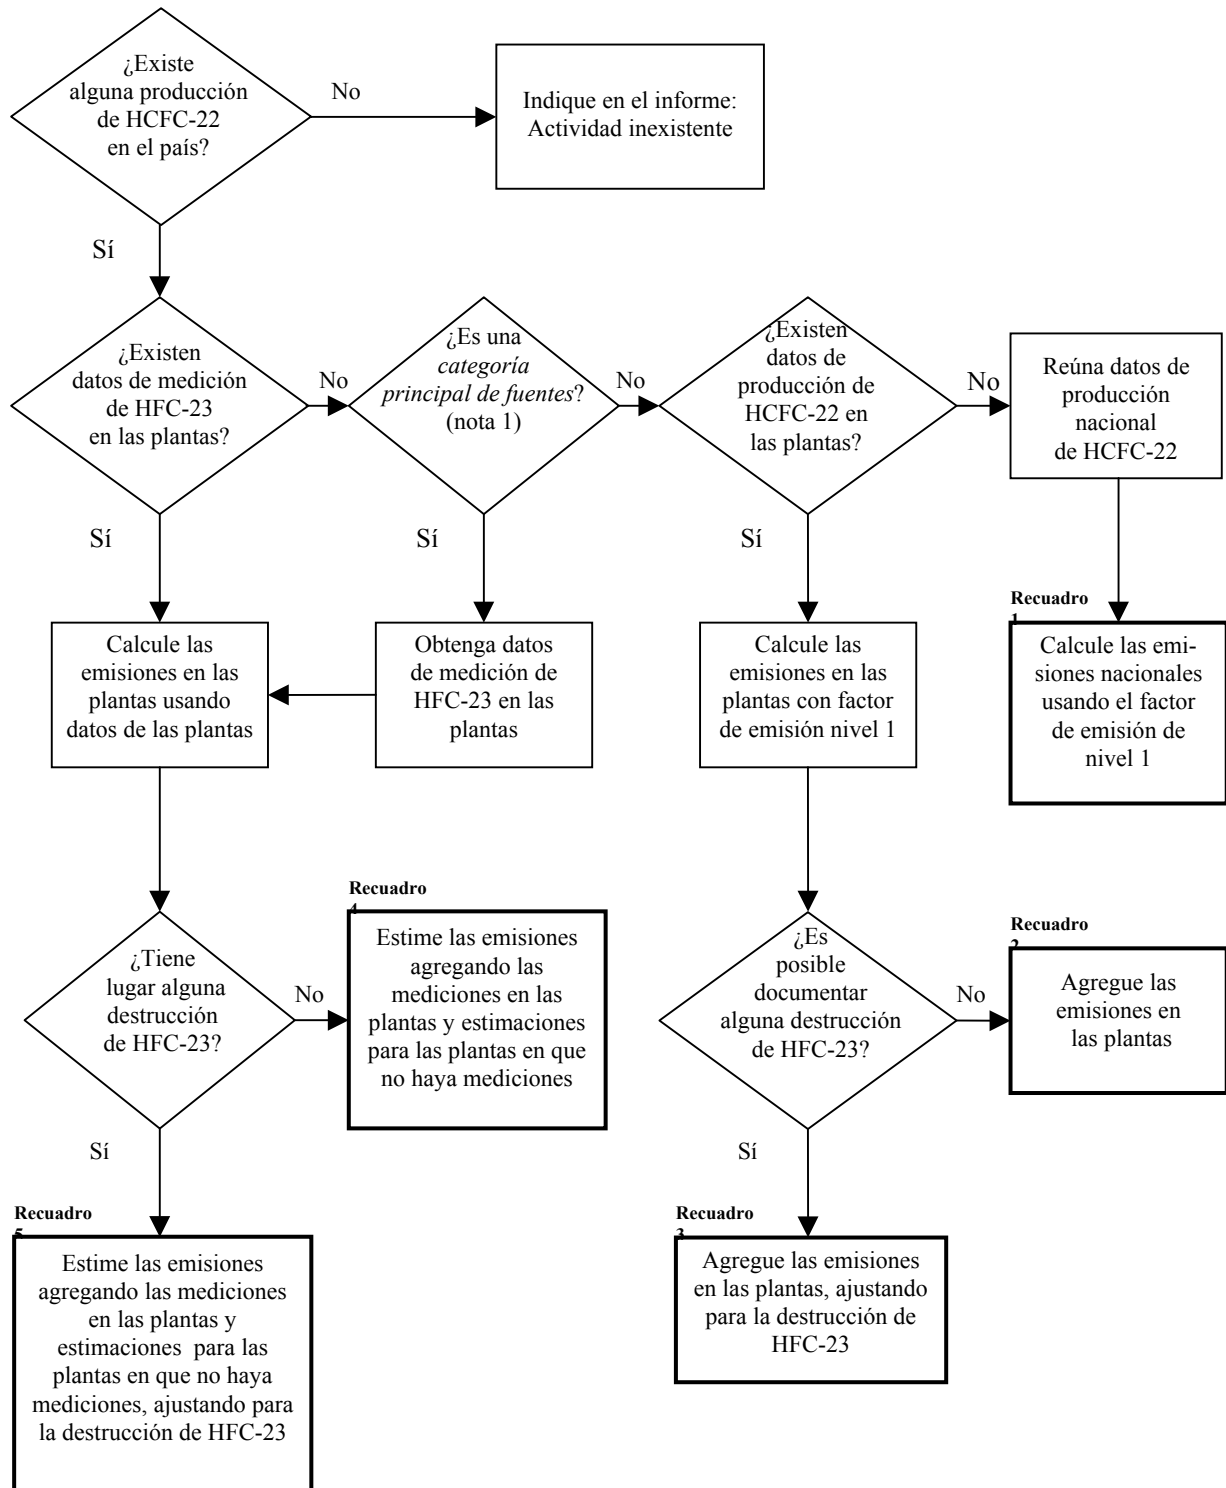 ¿Existe
alguna producción
de HCFC-22
en el país?
No
Indique en el informe:
Actividad inexistente
Sí
¿Existen
datos de medición
de HFC-23
en las plantas?
No
¿Es una
categoría
principal de fuentes?
(nota 1)
No
¿Existen
datos de
producción de
HCFC-22 en
las plantas?
No
Reúna datos de
producción
nacional
de HCFC-22
Sí
Sí
Sí
Calcule las
emisiones en las
plantas usando
datos de las plantas
Obtenga datos
de medición de
HFC-23 en las
plantas
Calcule las
emisiones en las
plantas con factor
de emisión nivel 1
Recuadro
1
Calcule las emi-
siones nacionales
usando el factor
de emisión de
nivel 1
¿Tiene
lugar alguna
destrucción
de HFC-23?
No
Recuadro
4
Estime las emisiones
agregando las
mediciones en las
plantas y estimaciones
para las plantas en que
no haya mediciones
¿Es
posible
documentar
alguna destrucción
de HFC-23?
No
Recuadro
2
Agregue las
emisiones en
las plantas
Sí
Sí
Recuadro
5
Estime las emisiones
agregando las mediciones
en las plantas y
estimaciones para las
plantas en que no haya
mediciones, ajustando para
la destrucción de HFC-23
Recuadro
3
Agregue las emisiones
en las plantas, ajustando
para la destrucción de
HFC-23